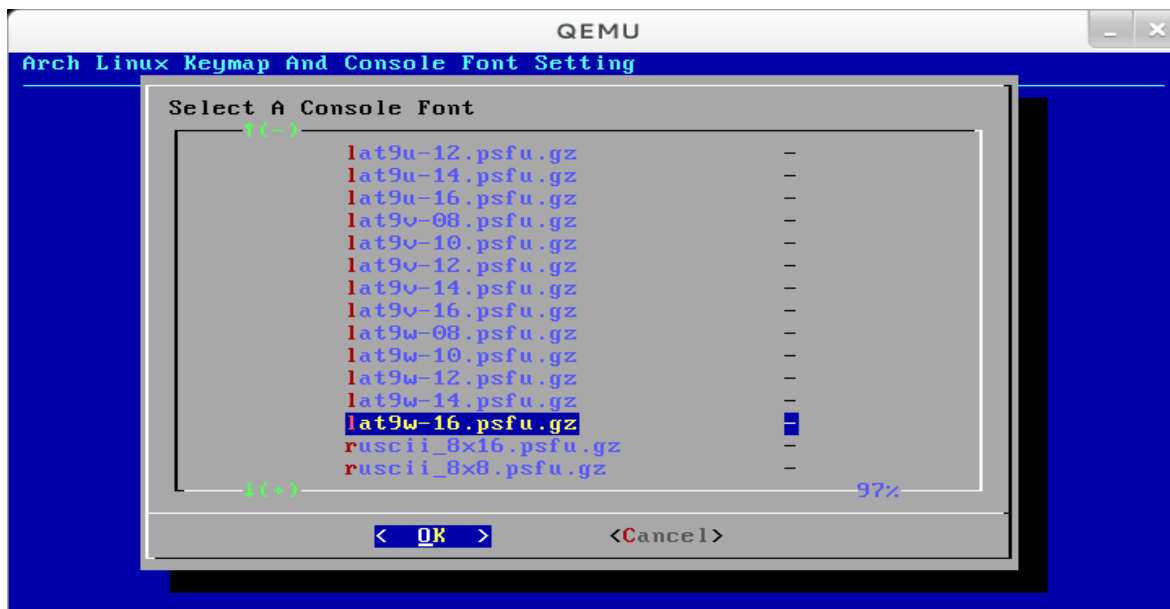 QEMU
Arch Linux Keymap And Console Font Setting
Select A Console Font
↑(-)
lat9u-12.psfu.gz -
lat9u-14.psfu.gz -
lat9u-16.psfu.gz -
lat9v-08.psfu.gz -
lat9v-10.psfu.gz -
lat9v-12.psfu.gz -
lat9v-14.psfu.gz -
lat9v-16.psfu.gz -
lat9w-08.psfu.gz -
lat9w-10.psfu.gz -
lat9w-12.psfu.gz -
lat9w-14.psfu.gz -
lat9w-16.psfu.gz -
ruscii_8x16.psfu.gz -
ruscii_8x8.psfu.gz -
↓(+) 97%
< OK > <Cancel>